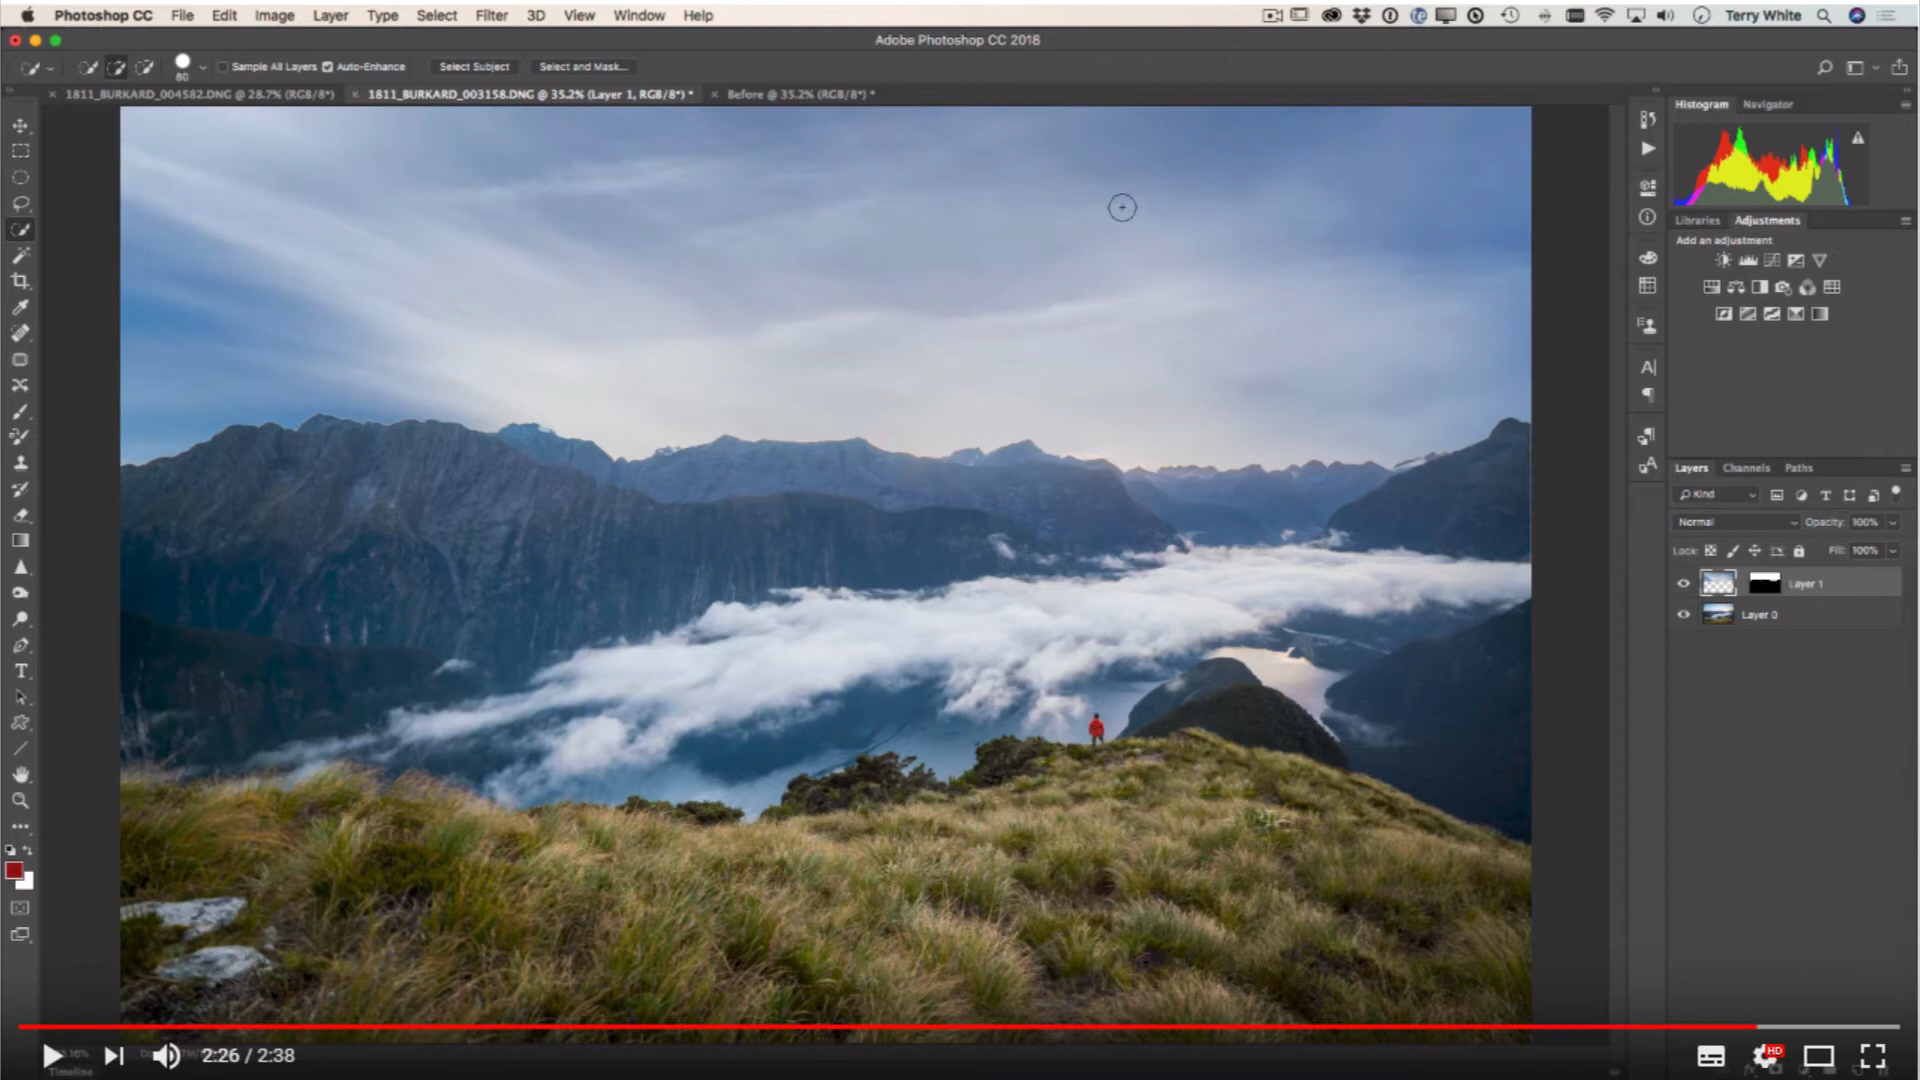 Photoshop CC File Edit Image Layer Type Select Filter 3D View Window Help Terry White
Adobe Photoshop CC 2018
80 Sample All Layers Auto-Enhance Select Subject Select and Mask...
1811_BURKARD_004582.DNG @ 28.7% (RGB/8*) 1811_BURKARD_003158.DNG @ 35.2% (Layer 1, RGB/8*) * Before @ 35.2% (RGB/8*) *
Histogram Navigator
Libraries Adjustments
Add an adjustment
Layers Channels Paths
Kind
Normal Opacity: 100%
Lock: Fill: 100%
Layer 1
Layer 0
2:26 / 2:38
HD
Timeline